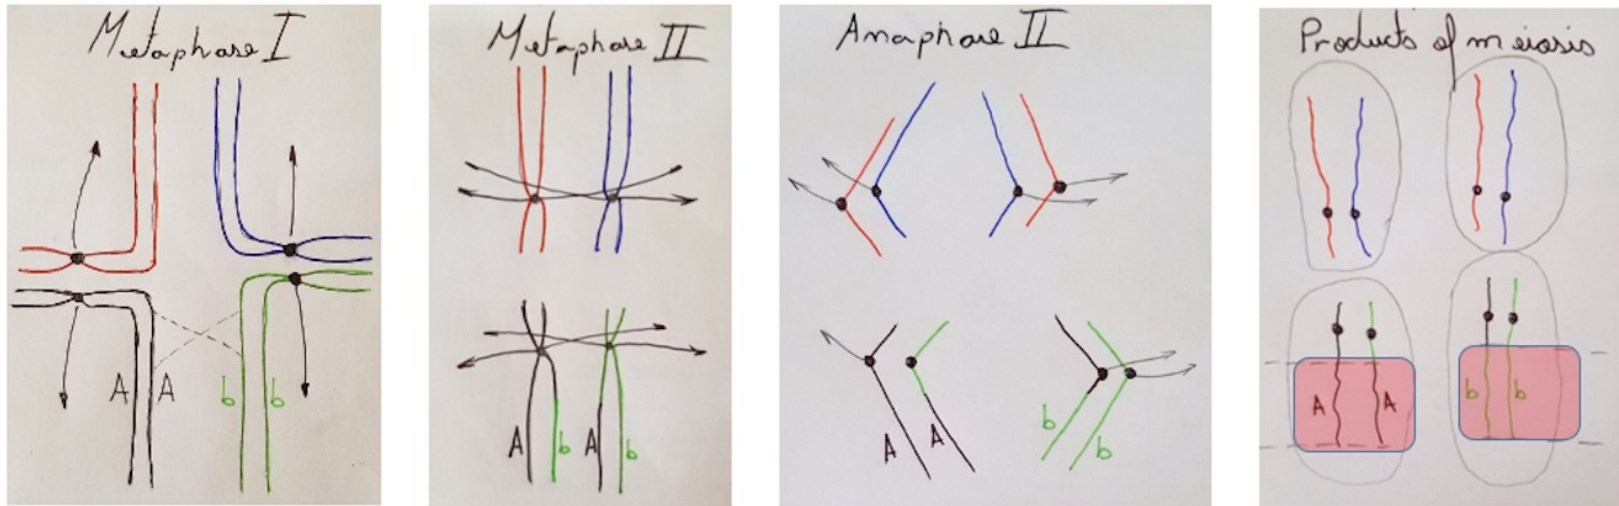 Metaphase I
A A b b
Metaphase II
A b A b
Anaphase II
A A b b
Products of meiosis
A A b b